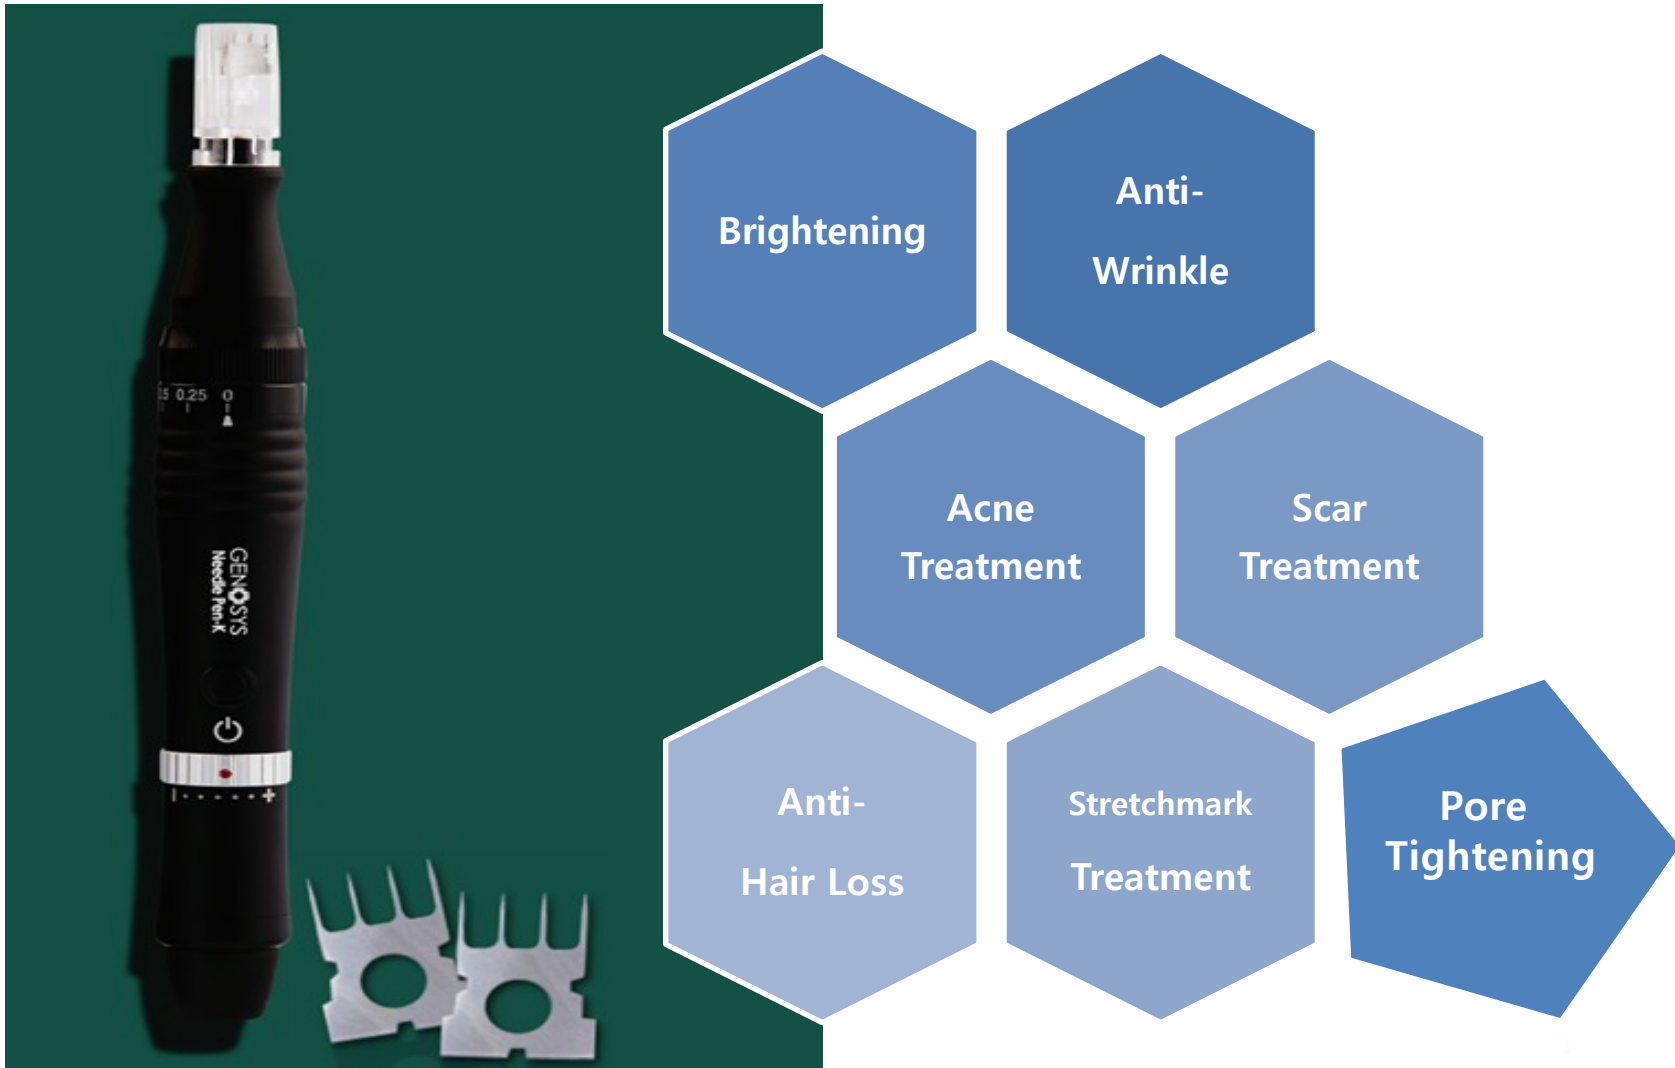 Brightening
Anti-
Wrinkle
.5 0.25 0
GENOSYS
Needle Pen-K
Acne
Treatment
Scar
Treatment
Anti-
Hair Loss
Stretchmark
Treatment
Pore
Tightening